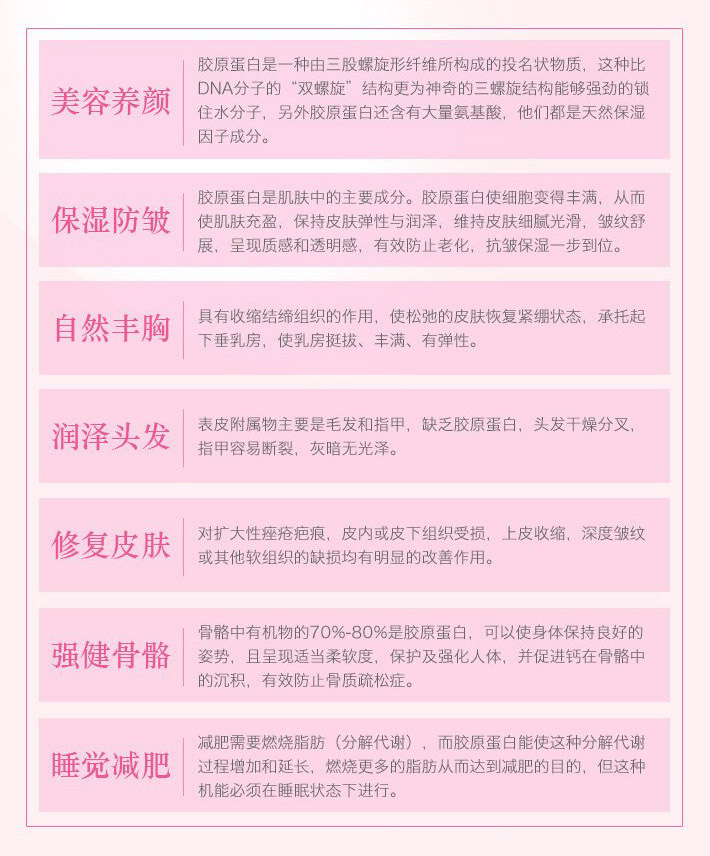 美容养颜
胶原蛋白是一种由三股螺旋形纤维所构成的投名状物质，这种比
DNA分子的“双螺旋”结构更为神奇的三螺旋结构能够强劲的锁
住水分子，另外胶原蛋白还含有大量氨基酸，他们都是天然保湿
因子成分。
保湿防皱
胶原蛋白是肌肤中的主要成分。胶原蛋白使细胞变得丰满，从而
使肌肤充盈，保持皮肤弹性与润泽，维持皮肤细腻光滑，皱纹舒
展，呈现质感和透明感，有效防止老化，抗皱保湿一步到位。
自然丰胸
具有收缩结缔组织的作用，使松弛的皮肤恢复紧绷状态，承托起
下垂乳房，使乳房挺拔、丰满、有弹性。
润泽头发
表皮附属物主要是毛发和指甲，缺乏胶原蛋白，头发干燥分叉，
指甲容易断裂，灰暗无光泽。
修复皮肤
对扩大性痤疮疤痕，皮内或皮下组织受损，上皮收缩，深度皱纹
或其他软组织的缺损均有明显的改善作用。
强健骨骼
骨骼中有机物的70%-80%是胶原蛋白，可以使身体保持良好的
姿势，且呈现适当柔软度，保护及强化人体，并促进钙在骨骼中
的沉积，有效防止骨质疏松症。
睡觉减肥
减肥需要燃烧脂肪（分解代谢），而胶原蛋白能使这种分解代谢
过程增加和延长，燃烧更多的脂肪从而达到减肥的目的，但这种
机能必须在睡眠状态下进行。